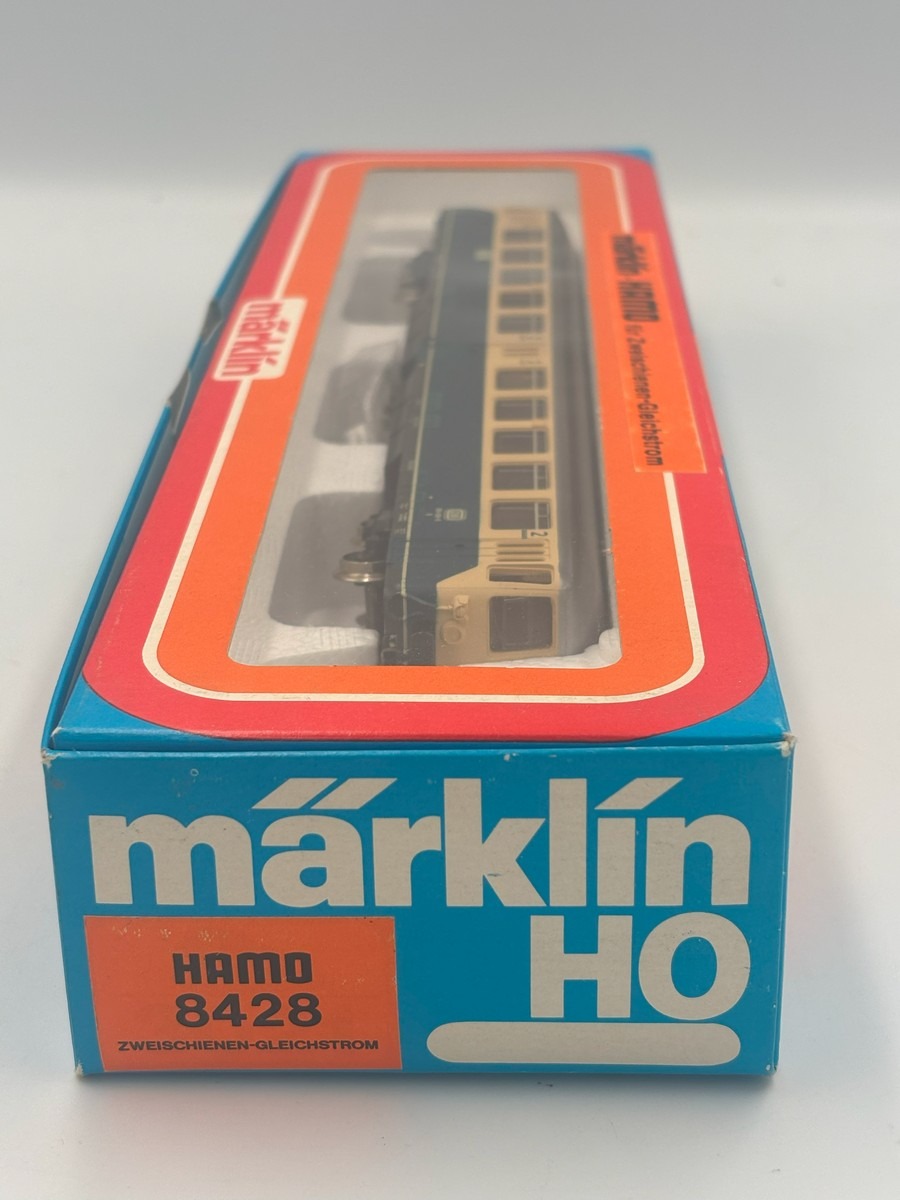 märklin
märklin HAMO für Zweischienen-Gleichstrom
2
märklin
HO
HAMO
8428
ZWEISCHIENEN-GLEICHSTROM